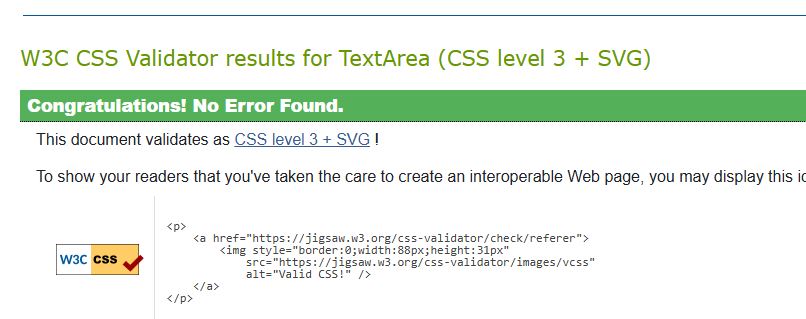 W3C CSS Validator results for TextArea (CSS level 3 + SVG)
Congratulations! No Error Found.
This document validates as CSS level 3 + SVG !
To show your readers that you've taken the care to create an interoperable Web page, you may display this
<p>
<a href="https://jigsaw.w3.org/css-validator/check/referer">
<img style="border:0;width:88px;height:31px"
src="https://jigsaw.w3.org/css-validator/images/vcss"
W3C CSS
alt="Valid CSS!" />
</a>
</p>